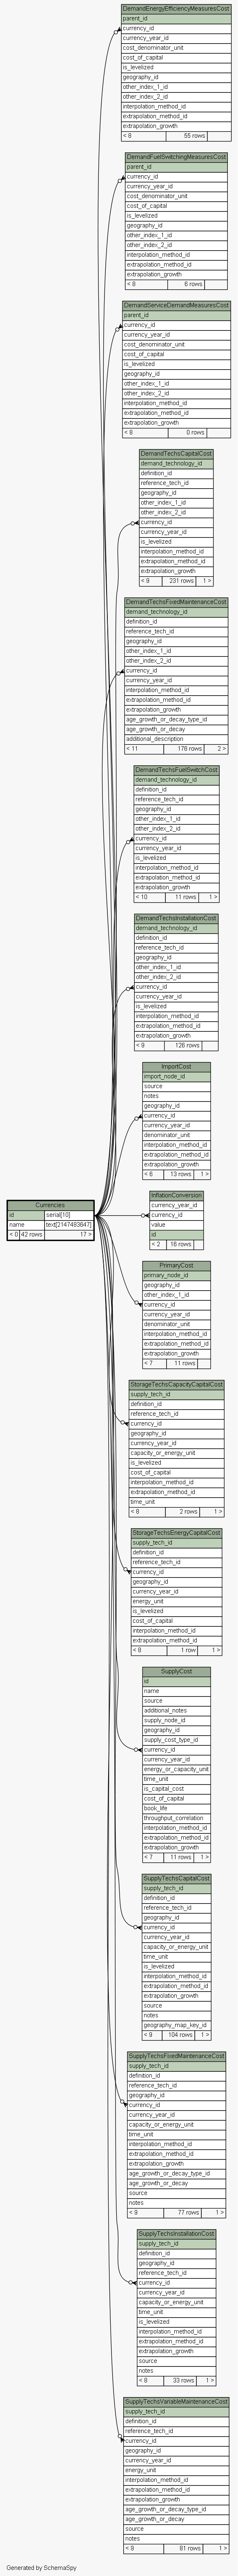 DemandEnergyEfficiencyMeasuresCost
parent_id
currency_id
currency_year_id
cost_denominator_unit
cost_of_capital
is_levelized
geography_id
other_index_1_id
other_index_2_id
interpolation_method_id
extrapolation_method_id
extrapolation_growth
< 8 55 rows
DemandFuelSwitchingMeasuresCost
parent_id
currency_id
currency_year_id
cost_denominator_unit
cost_of_capital
is_levelized
geography_id
other_index_1_id
other_index_2_id
interpolation_method_id
extrapolation_method_id
extrapolation_growth
< 8 6 rows
DemandServiceDemandMeasuresCost
parent_id
currency_id
currency_year_id
cost_denominator_unit
cost_of_capital
is_levelized
geography_id
other_index_1_id
other_index_2_id
interpolation_method_id
extrapolation_method_id
extrapolation_growth
< 8 0 rows
DemandTechsCapitalCost
demand_technology_id
definition_id
reference_tech_id
geography_id
other_index_1_id
other_index_2_id
currency_id
currency_year_id
is_levelized
interpolation_method_id
extrapolation_method_id
extrapolation_growth
< 9 231 rows 1 >
DemandTechsFixedMaintenanceCost
demand_technology_id
definition_id
reference_tech_id
geography_id
other_index_1_id
other_index_2_id
currency_id
currency_year_id
interpolation_method_id
extrapolation_method_id
extrapolation_growth
age_growth_or_decay_type_id
age_growth_or_decay
additional_description
< 11 176 rows 2 >
DemandTechsFuelSwitchCost
demand_technology_id
definition_id
reference_tech_id
geography_id
other_index_1_id
other_index_2_id
currency_id
currency_year_id
is_levelized
interpolation_method_id
extrapolation_method_id
extrapolation_growth
< 10 11 rows 1 >
DemandTechsInstallationCost
demand_technology_id
definition_id
reference_tech_id
geography_id
other_index_1_id
other_index_2_id
currency_id
currency_year_id
is_levelized
interpolation_method_id
extrapolation_method_id
extrapolation_growth
< 9 126 rows
ImportCost
import_node_id
source
notes
geography_id
currency_id
currency_year_id
denominator_unit
interpolation_method_id
extrapolation_method_id
extrapolation_growth
< 6 13 rows 1 >
Currencies
id serial[10]
name text[2147483647]
< 0 42 rows 17 >
InflationConversion
currency_year_id
currency_id
value
id
< 2 16 rows
PrimaryCost
primary_node_id
geography_id
other_index_1_id
currency_id
currency_year_id
denominator_unit
interpolation_method_id
extrapolation_method_id
extrapolation_growth
< 7 11 rows
StorageTechsCapacityCapitalCost
supply_tech_id
definition_id
reference_tech_id
currency_id
geography_id
currency_year_id
capacity_or_energy_unit
is_levelized
cost_of_capital
interpolation_method_id
extrapolation_method_id
time_unit
< 8 2 rows 1 >
StorageTechsEnergyCapitalCost
supply_tech_id
definition_id
reference_tech_id
currency_id
geography_id
currency_year_id
energy_unit
is_levelized
cost_of_capital
interpolation_method_id
extrapolation_method_id
< 8 1 row 1 >
SupplyCost
id
name
source
additional_notes
supply_node_id
geography_id
supply_cost_type_id
currency_id
currency_year_id
energy_or_capacity_unit
time_unit
is_capital_cost
cost_of_capital
book_life
throughput_correlation
interpolation_method_id
extrapolation_method_id
extrapolation_growth
< 7 11 rows 1 >
SupplyTechsCapitalCost
supply_tech_id
definition_id
reference_tech_id
geography_id
currency_id
currency_year_id
capacity_or_energy_unit
time_unit
is_levelized
interpolation_method_id
extrapolation_method_id
extrapolation_growth
source
notes
geography_map_key_id
< 9 104 rows 1 >
SupplyTechsFixedMaintenanceCost
supply_tech_id
definition_id
reference_tech_id
geography_id
currency_id
currency_year_id
capacity_or_energy_unit
time_unit
interpolation_method_id
extrapolation_method_id
extrapolation_growth
age_growth_or_decay_type_id
age_growth_or_decay
source
notes
< 9 77 rows 1 >
SupplyTechsInstallationCost
supply_tech_id
definition_id
geography_id
reference_tech_id
currency_id
currency_year_id
capacity_or_energy_unit
time_unit
is_levelized
interpolation_method_id
extrapolation_method_id
extrapolation_growth
source
notes
< 8 33 rows 1 >
SupplyTechsVariableMaintenanceCost
supply_tech_id
definition_id
reference_tech_id
currency_id
geography_id
currency_year_id
energy_unit
interpolation_method_id
extrapolation_method_id
extrapolation_growth
age_growth_or_decay_type_id
age_growth_or_decay
source
notes
< 8 81 rows 1 >
Generated by SchemaSpy